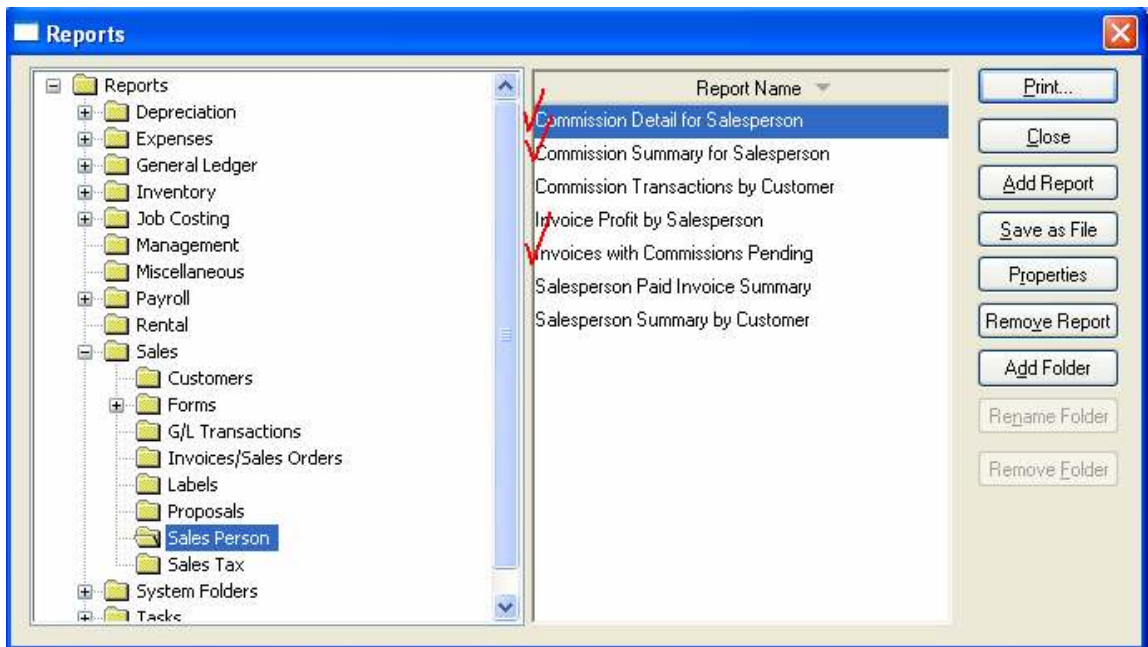 Reports
Reports
Depreciation
Expenses
General Ledger
Inventory
Job Costing
Management
Miscellaneous
Payroll
Rental
Sales
Customers
Forms
G/L Transactions
Invoices/Sales Orders
Labels
Proposals
Sales Person
Sales Tax
System Folders
Tasks
Report Name
Commission Detail for Salesperson
Commission Summary for Salesperson
Commission Transactions by Customer
Invoice Profit by Salesperson
Invoices with Commissions Pending
Salesperson Paid Invoice Summary
Salesperson Summary by Customer
Print...
Close
Add Report
Save as File
Properties
Remove Report
Add Folder
Rename Folder
Remove Folder